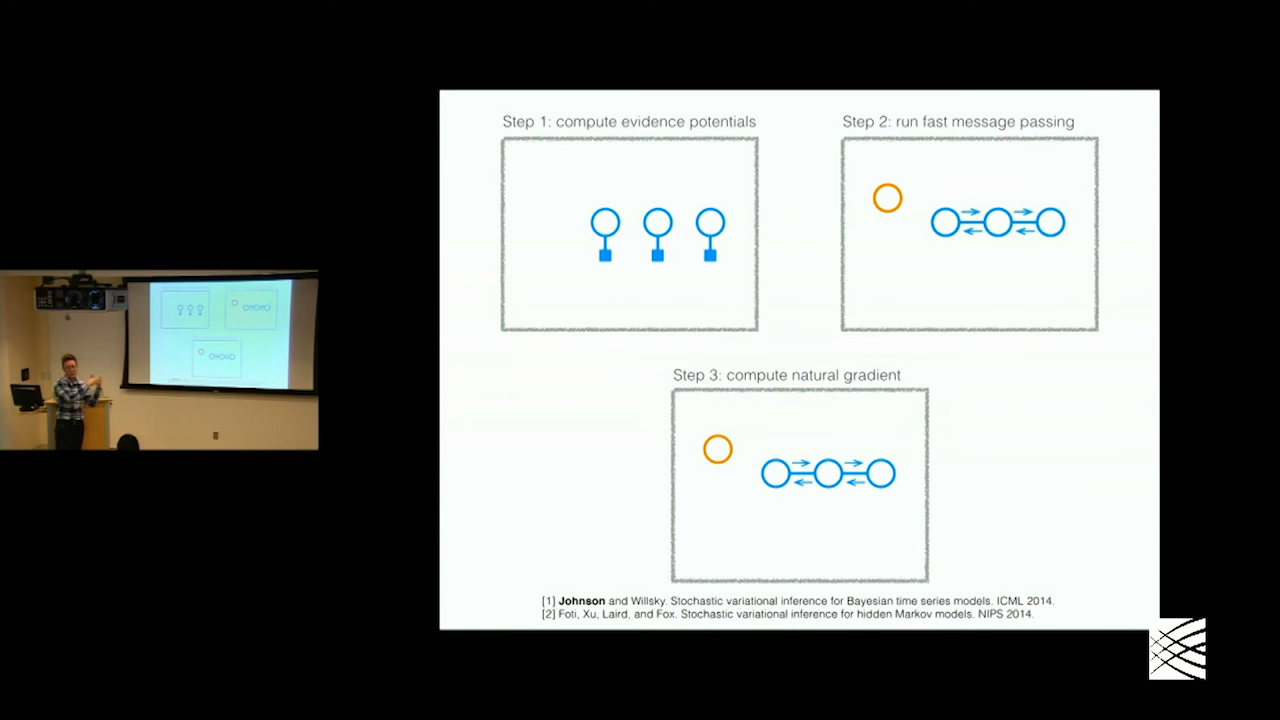 Step 1: compute evidence potentials
Step 2: run fast message passing
Step 3: compute natural gradient
[1] Johnson and Willsky. Stochastic variational inference for Bayesian time series models. ICML 2014.
[2] Foti, Xu, Laird, and Fox. Stochastic variational inference for hidden Markov models. NIPS 2014.